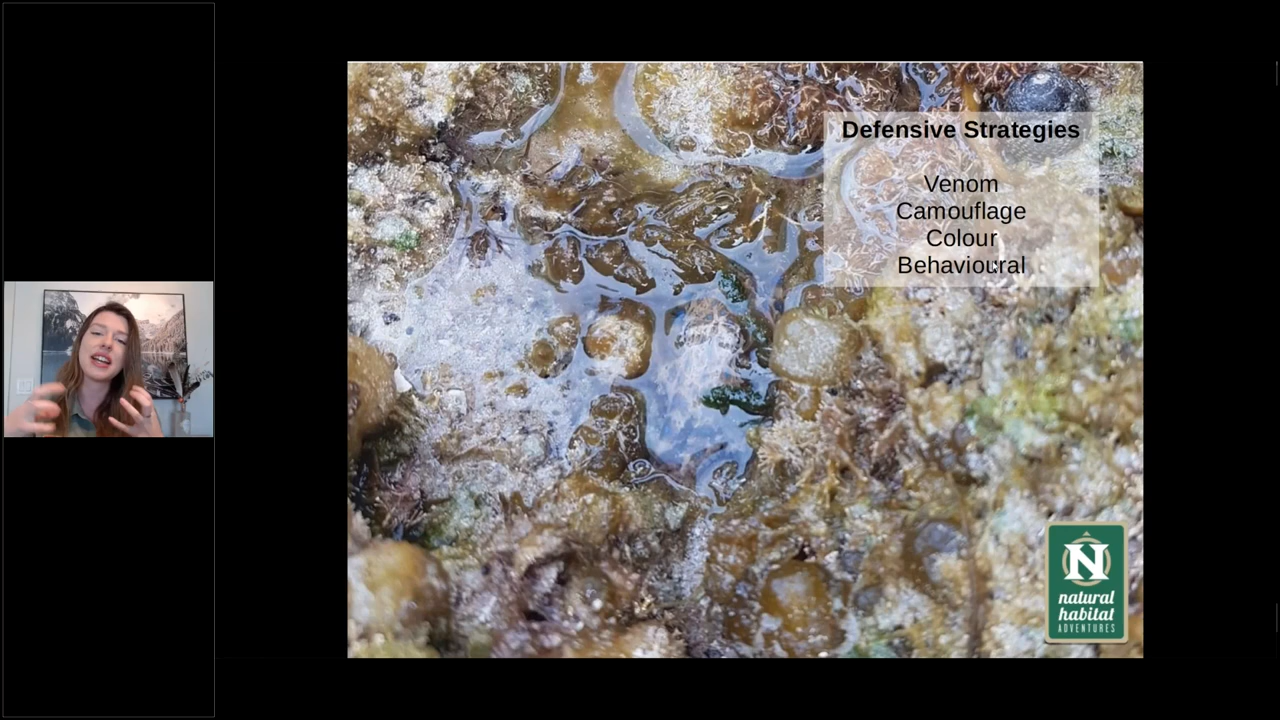 Defensive Strategies
Venom
Camouflage
Colour
Behavioural
N
natural
habitat
ADVENTURES